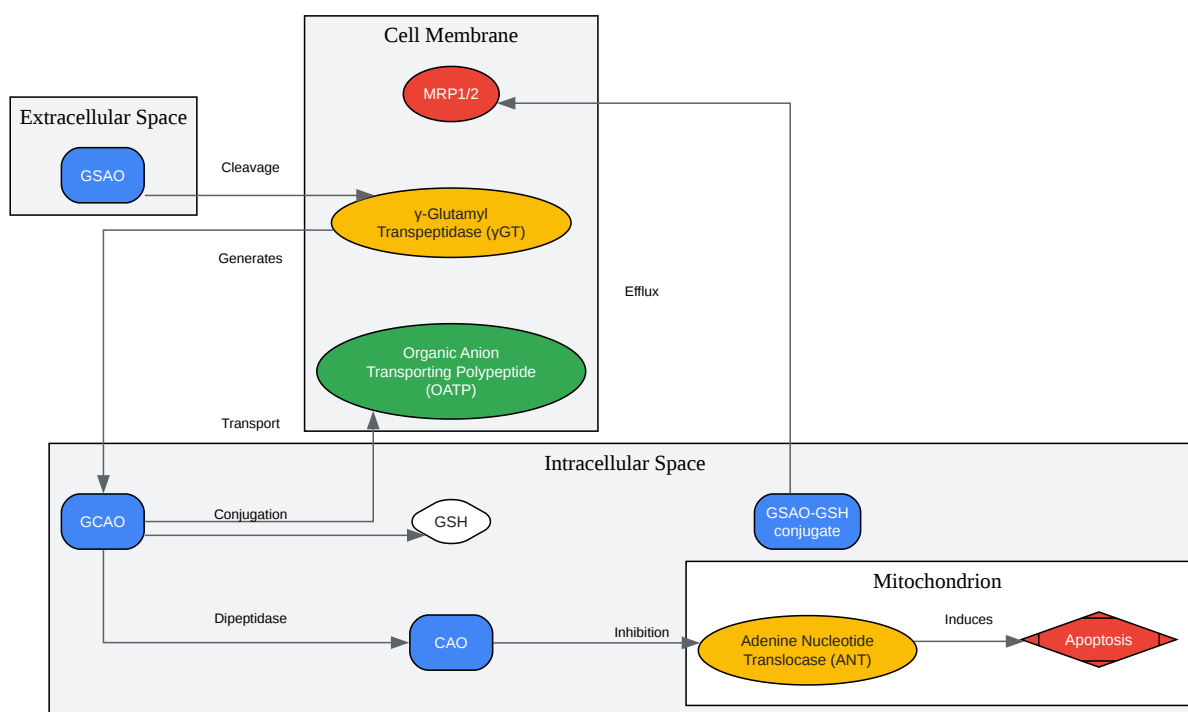 Cell Membrane
MRP1/2
Extracellular Space
GSAO
Cleavage
γ-Glutamyl
Transpeptidase (γGT)
Generates
Efflux
Organic Anion
Transporting Polypeptide
(OATP)
Transport
Intracellular Space
GCAO
Conjugation
GSH
GSAO-GSH
conjugate
Mitochondrion
Dipeptidase
CAO
Inhibition
Adenine Nucleotide
Translocase (ANT)
Induces
Apoptosis